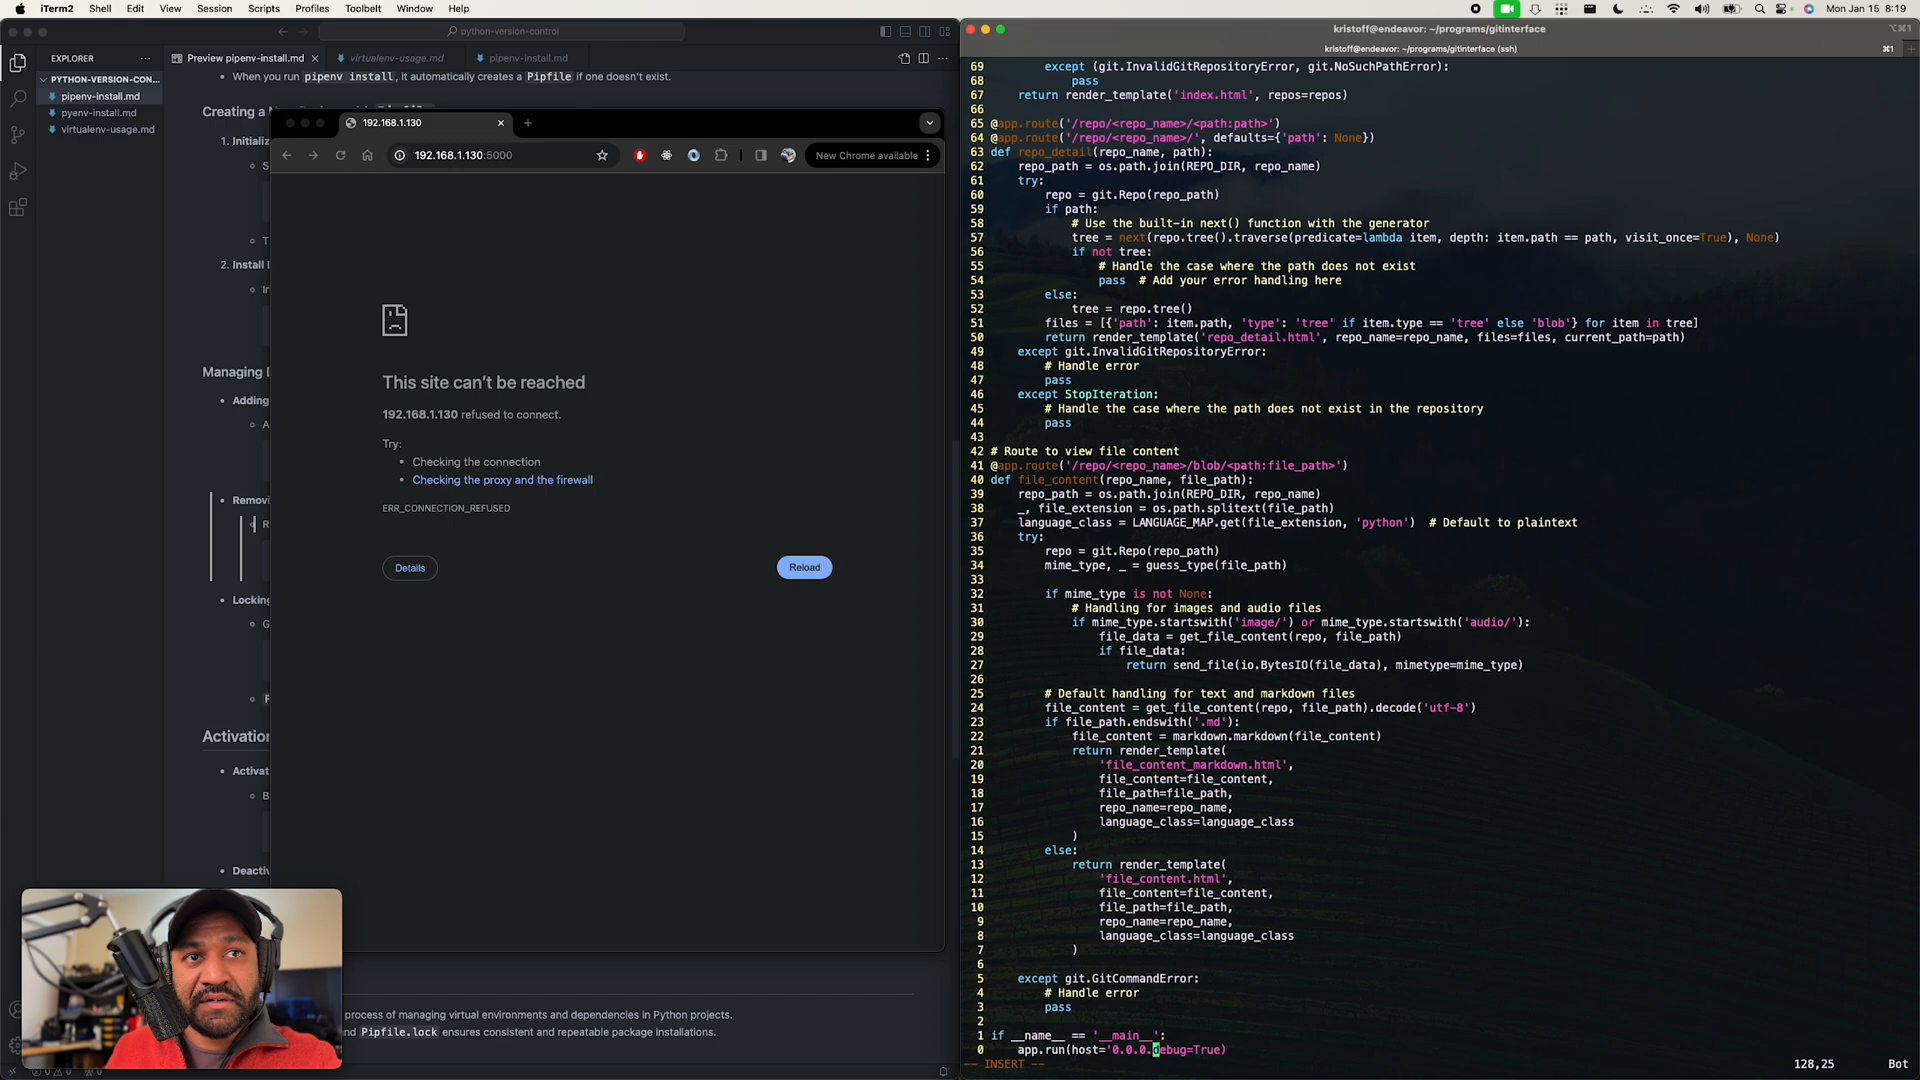 iTerm2 Shell Edit View Session Scripts Profiles Toolbelt Window Help
Mon Jan 15 8:19
python-version-control
EXPLORER
Preview pipenv-install.md
virtualenv-usage.md
pipenv-install.md
PYTHON-VERSION-CON...
pipenv-install.md
pyenv-install.md
virtualenv-usage.md
When you run pipenv install, it automatically creates a Pipfile if one doesn't exist.
Creating a
1. Initializ
2. Install
Managing
Adding
Removi
Locking
Activation
Activat
Deactiv
process of managing virtual environments and dependencies in Python projects.
Pipfile.lock ensures consistent and repeatable package installations.
192.168.1.130
192.168.1.130:5000
New Chrome available
This site can't be reached
192.168.1.130 refused to connect.
Try:
Checking the connection
Checking the proxy and the firewall
ERR_CONNECTION_REFUSED
Details
Reload
kristoff@endeavor: ~/programs/gitinterface
⌥⌘1
kristoff@endeavor: ~/programs/gitinterface (ssh)
⌘1
69 except (git.InvalidGitRepositoryError, git.NoSuchPathError):
68 pass
67 return render_template('index.html', repos=repos)
66
65 @app.route('/repo/<repo_name>/<path:path>')
64 @app.route('/repo/<repo_name>/', defaults={'path': None})
63 def repo_detail(repo_name, path):
62 repo_path = os.path.join(REPO_DIR, repo_name)
61 try:
60 repo = git.Repo(repo_path)
59 if path:
58 # Use the built-in next() function with the generator
57 tree = next(repo.tree().traverse(predicate=lambda item, depth: item.path == path, visit_once=True), None)
56 if not tree:
55 # Handle the case where the path does not exist
54 pass # Add your error handling here
53 else:
52 tree = repo.tree()
51 files = [{'path': item.path, 'type': 'tree' if item.type == 'tree' else 'blob'} for item in tree]
50 return render_template('repo_detail.html', repo_name=repo_name, files=files, current_path=path)
49 except git.InvalidGitRepositoryError:
48 # Handle error
47 pass
46 except StopIteration:
45 # Handle the case where the path does not exist in the repository
44 pass
43
42 # Route to view file content
41 @app.route('/repo/<repo_name>/blob/<path:file_path>')
40 def file_content(repo_name, file_path):
39 repo_path = os.path.join(REPO_DIR, repo_name)
38 _, file_extension = os.path.splitext(file_path)
37 language_class = LANGUAGE_MAP.get(file_extension, 'python') # Default to plaintext
36 try:
35 repo = git.Repo(repo_path)
34 mime_type, _ = guess_type(file_path)
33
32 if mime_type is not None:
31 # Handling for images and audio files
30 if mime_type.startswith('image/') or mime_type.startswith('audio/'):
29 file_data = get_file_content(repo, file_path)
28 if file_data:
27 return send_file(io.BytesIO(file_data), mimetype=mime_type)
26
25 # Default handling for text and markdown files
24 file_content = get_file_content(repo, file_path).decode('utf-8')
23 if file_path.endswith('.md'):
22 file_content = markdown.markdown(file_content)
21 return render_template(
20 'file_content_markdown.html',
19 file_content=file_content,
18 file_path=file_path,
17 repo_name=repo_name,
16 language_class=language_class
15 )
14 else:
13 return render_template(
12 'file_content.html',
11 file_content=file_content,
10 file_path=file_path,
9 repo_name=repo_name,
8 language_class=language_class
7 )
6
5 except git.GitCommandError:
4 # Handle error
3 pass
2
1 if __name__ == '__main__':
0 app.run(host='0.0.0.debug=True)
-- INSERT --
128,25
Bot